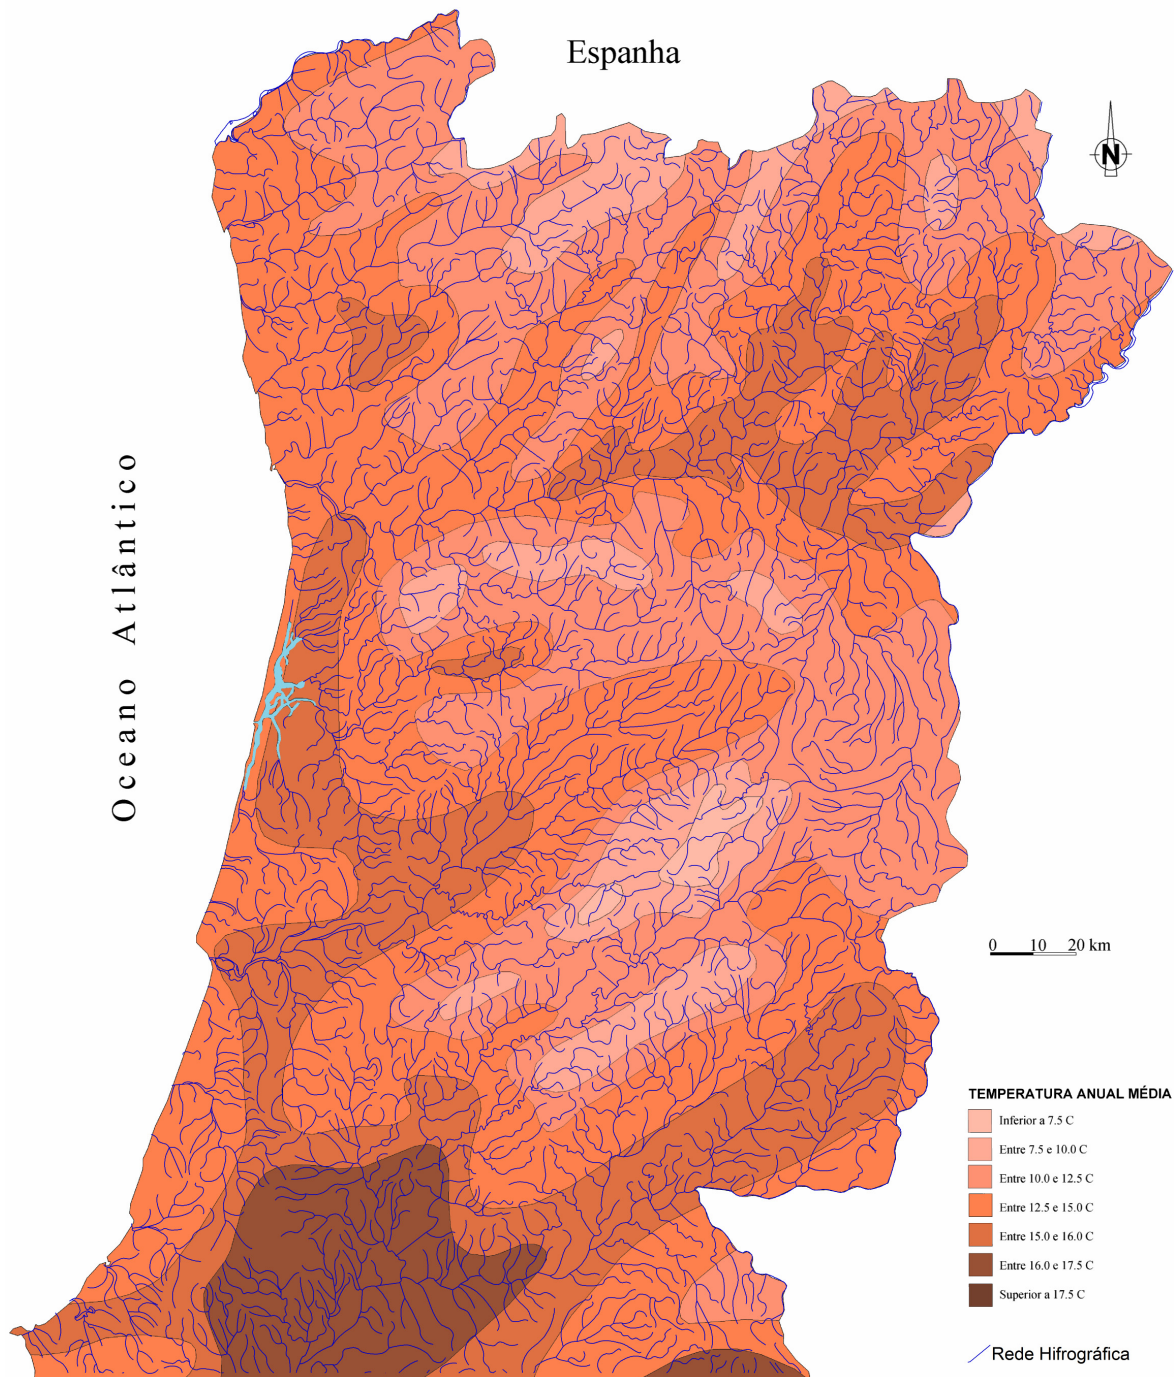 Espanha
N
Oceano Atlântico
0 10 20 km
TEMPERATURA ANUAL MÉDIA
Inferior a 7.5 C
Entre 7.5 e 10.0 C
Entre 10.0 e 12.5 C
Entre 12.5 e 15.0 C
Entre 15.0 e 16.0 C
Entre 16.0 e 17.5 C
Superior a 17.5 C
Rede Hifrográfica